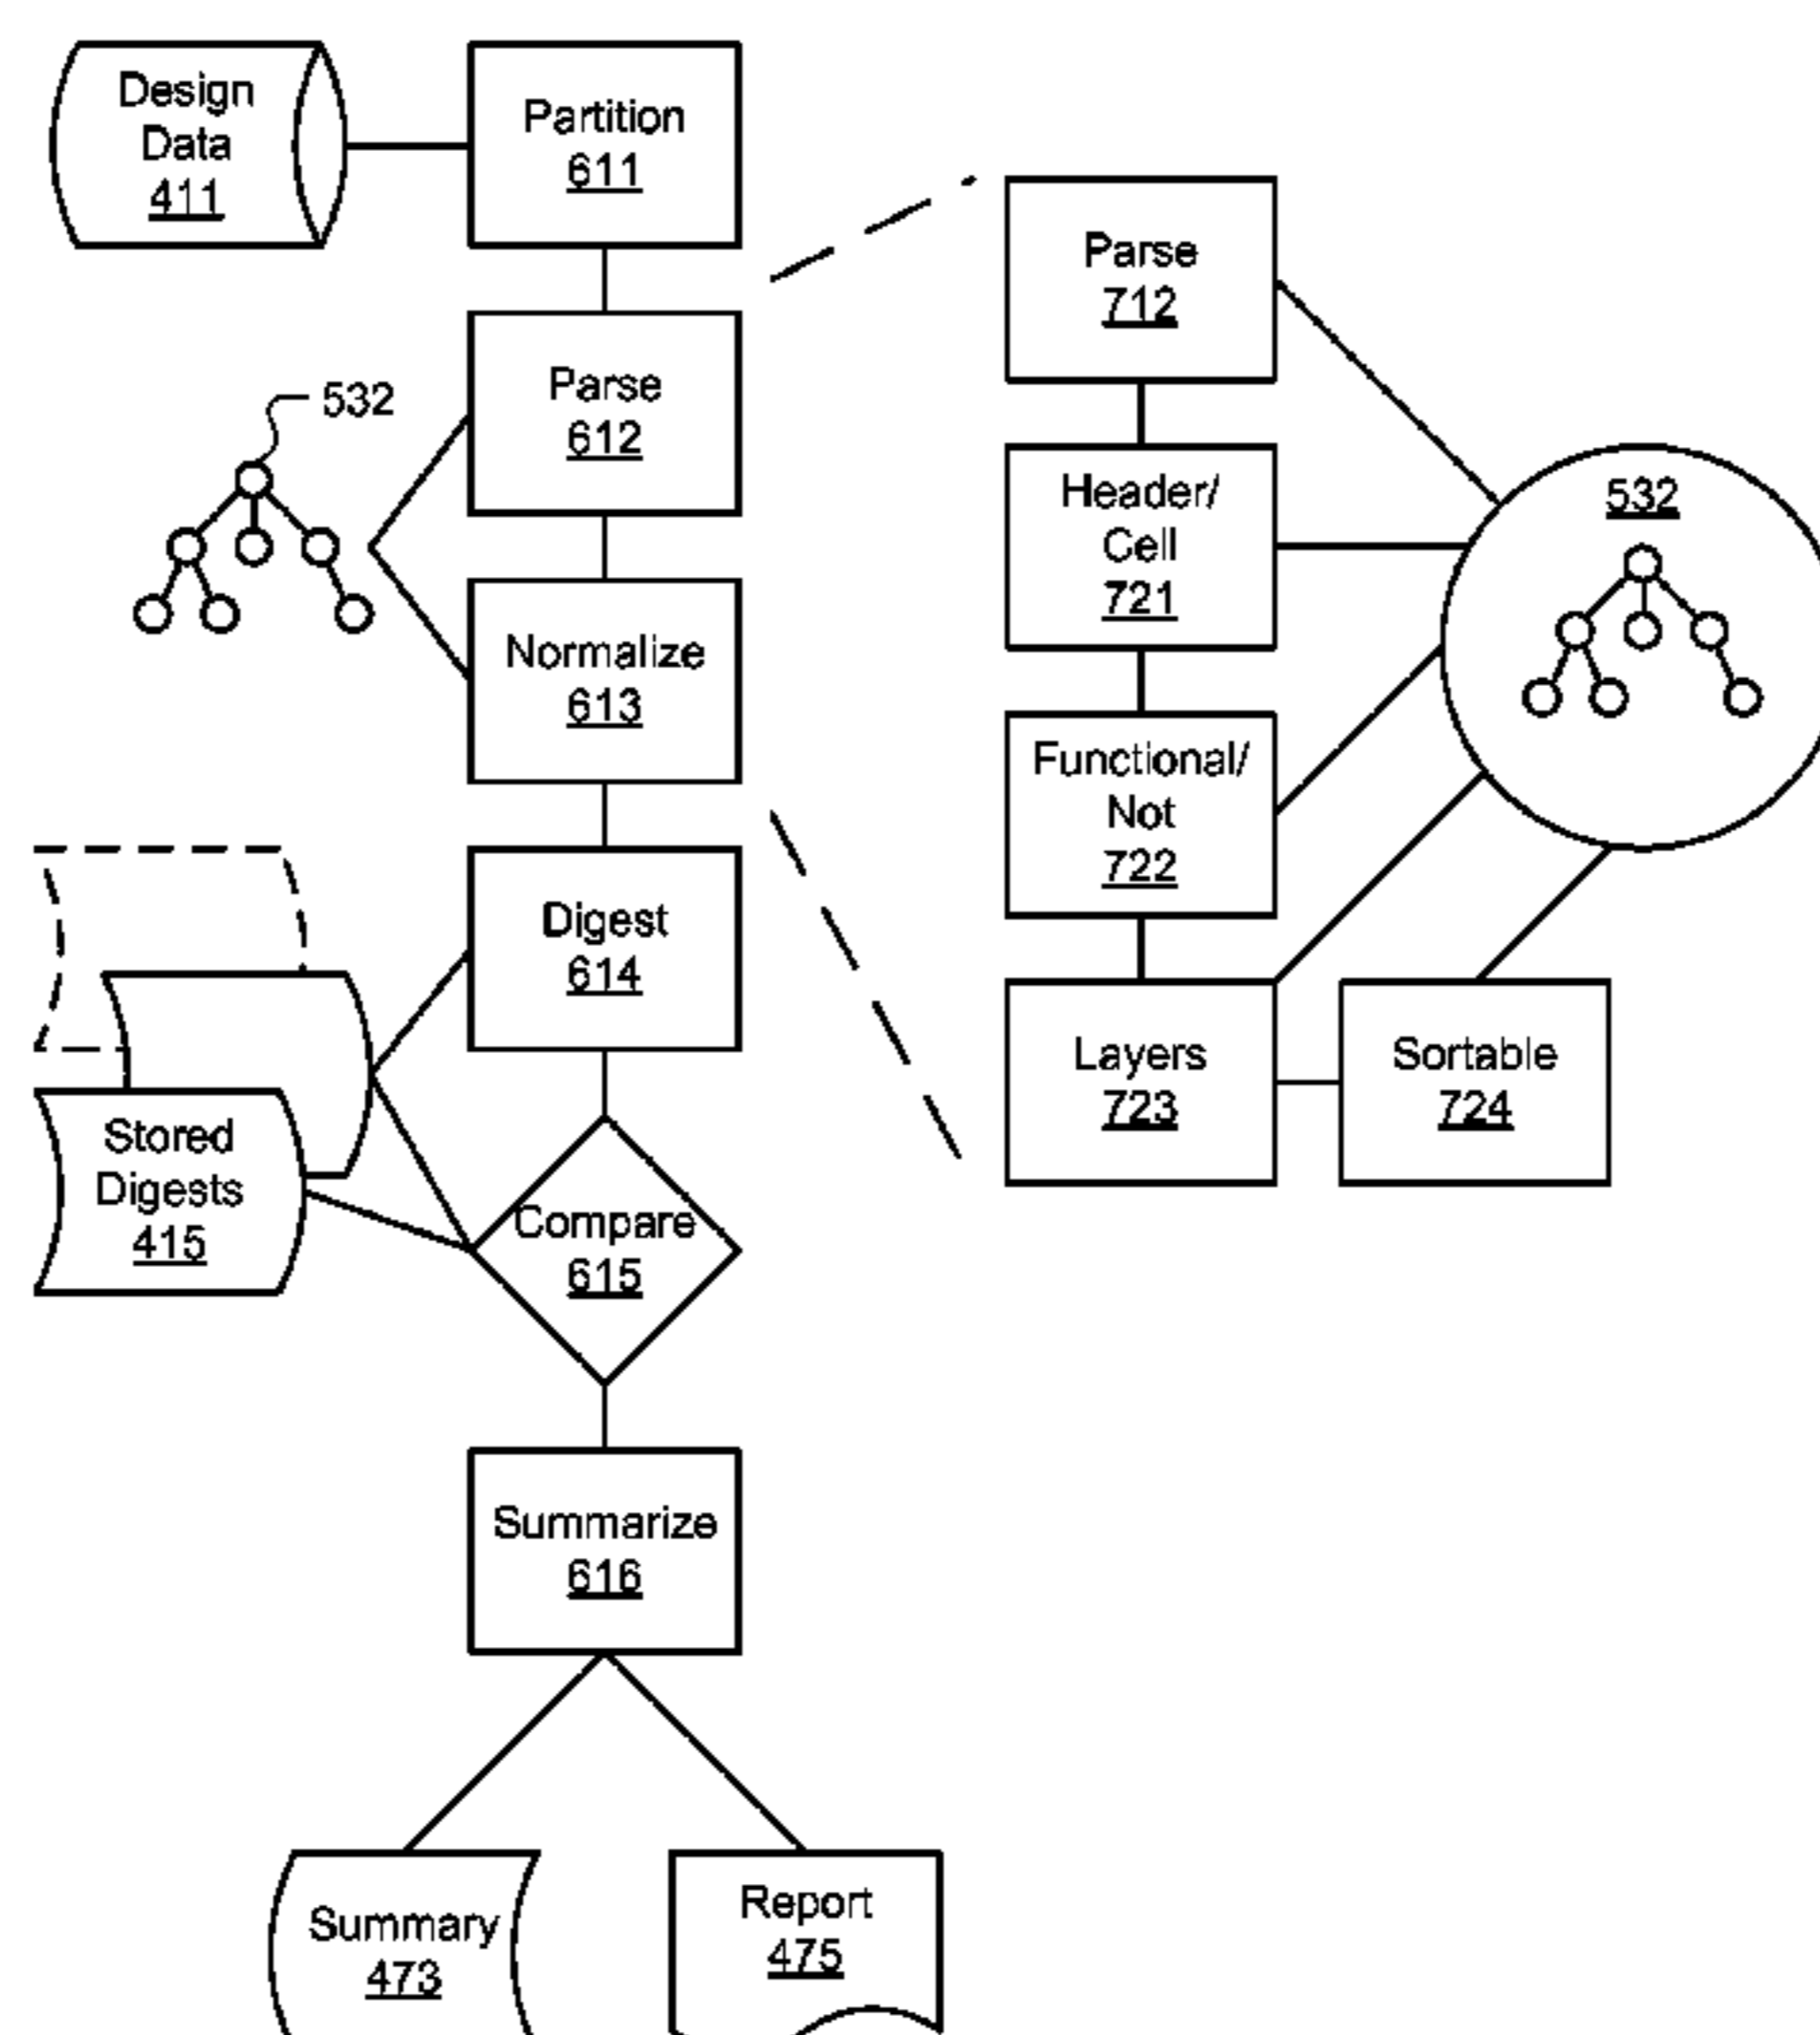 Design
Data
411
Partition
611
Parse
612
532
Normalize
613
Digest
614
Stored
Digests
415
Compare
615
Summarize
616
Summary
473
Report
475
Parse
712
Header/
Cell
721
532
Functional/
Not
722
Layers
723
Sortable
724